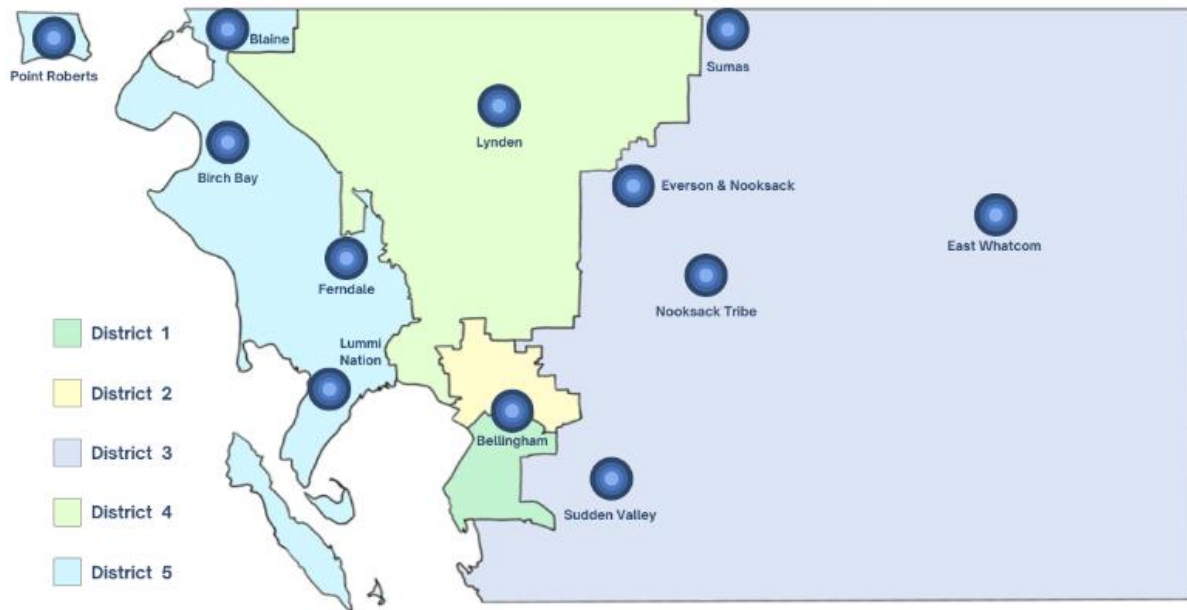 Blaine
Point Roberts
Sumas
Lynden
Birch Bay
Everson & Nooksack
East Whatcom
Ferndale
Nooksack Tribe
District 1
Lummi
Nation
District 2
Bellingham
District 3
Sudden Valley
District 4
District 5